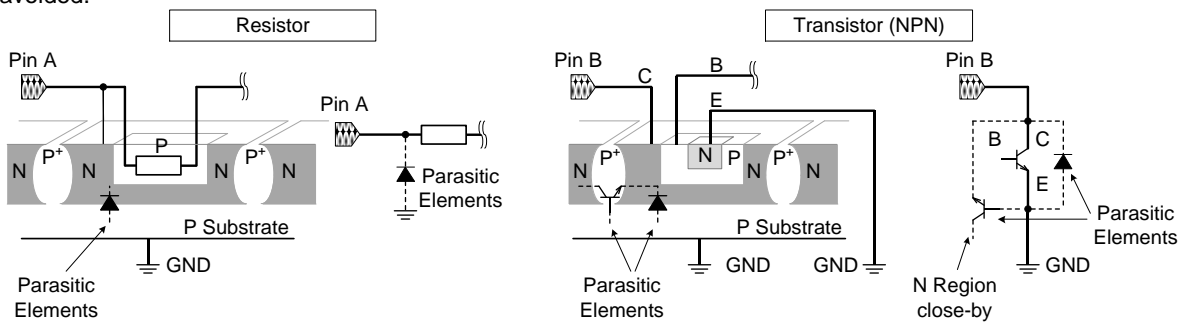 avoided.
Resistor
Transistor (NPN)
Pin A
Pin A
Pin B
C
B
E
Pin B
N
P+
N
P
P+
N
N
P+
N
N
P
P+
N
B
C
E
Parasitic
Elements
P Substrate
P Substrate
Parasitic
Elements
GND
GND
GND
GND
Parasitic
Elements
Parasitic
Elements
N Region
close-by